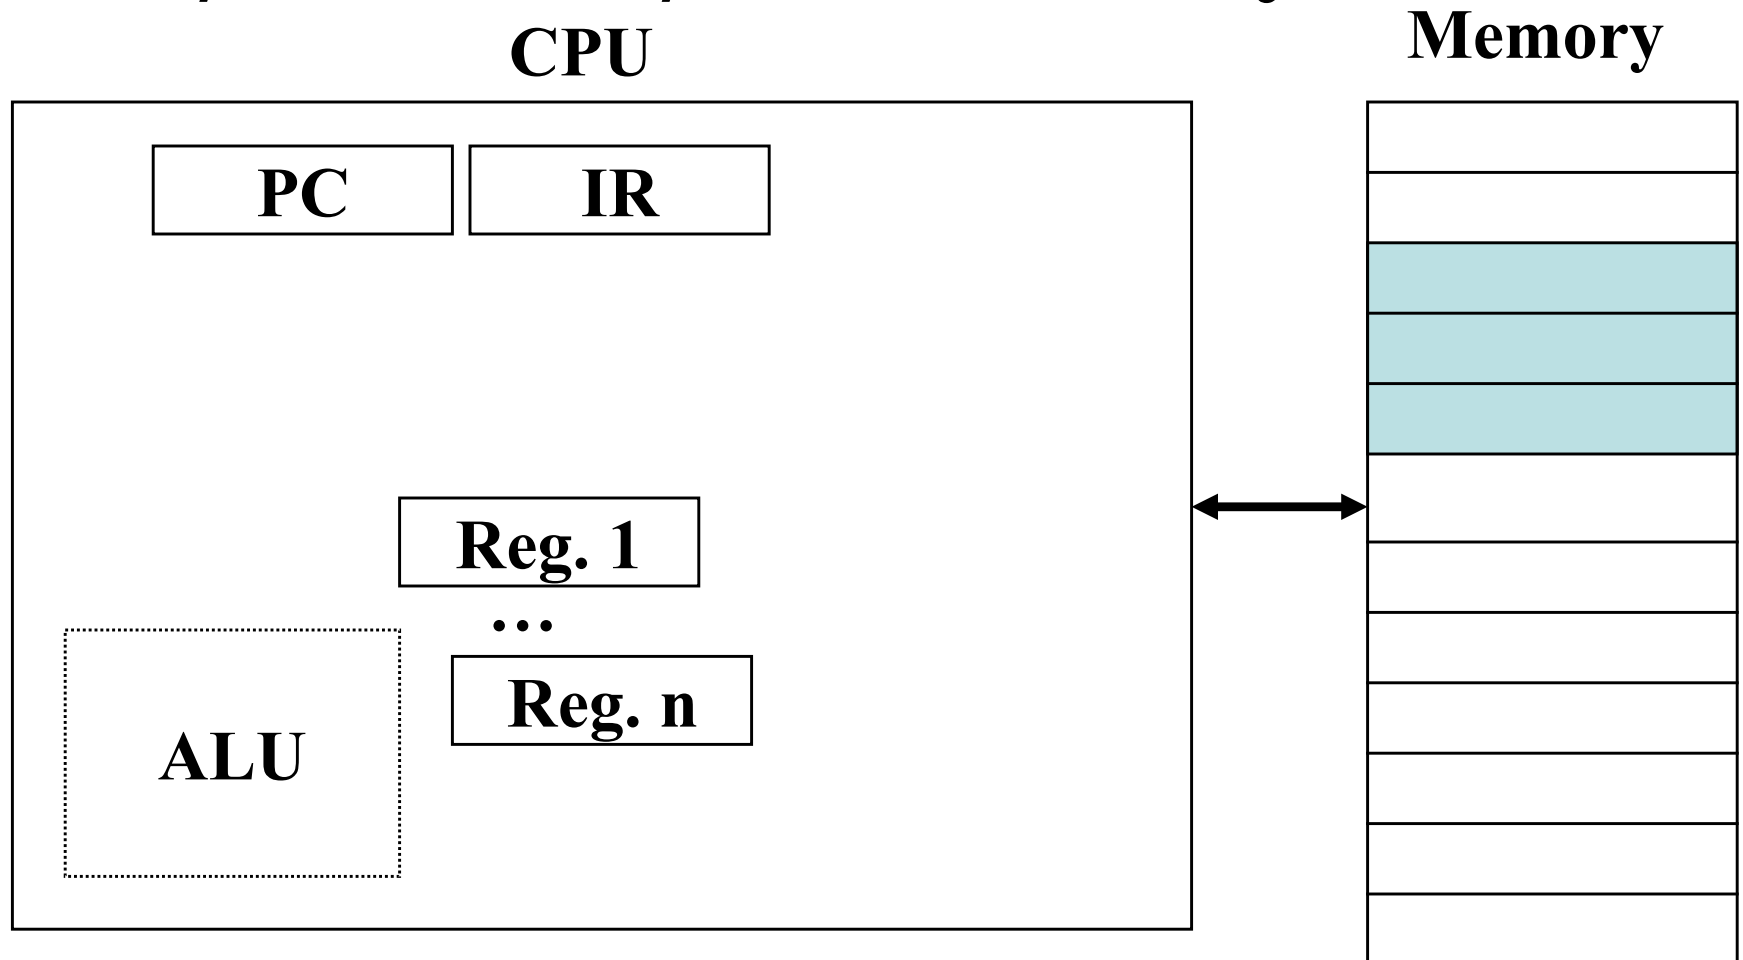 CPU
Memory
PC
IR
Reg. 1
...
Reg. n
ALU